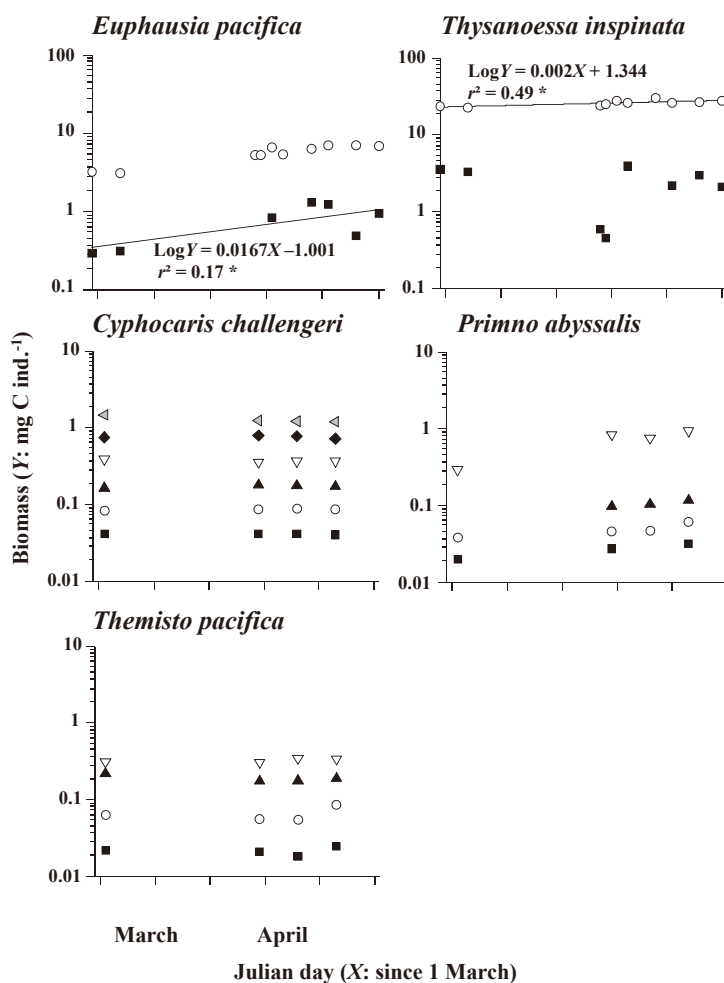 Euphausia pacifica
Thysanoessa inspinata
100
10
1
0.1
LogY = 0.0167X –1.001
r² = 0.17 *
100
10
1
0.1
LogY = 0.002X + 1.344
r² = 0.49 *
Cyphocaris challengeri
Primno abyssalis
10
1
0.1
0.01
10
1
0.1
0.01
Themisto pacifica
10
1
0.1
0.01
Biomass (Y: mg C ind.⁻¹)
March
April
Julian day (X: since 1 March)